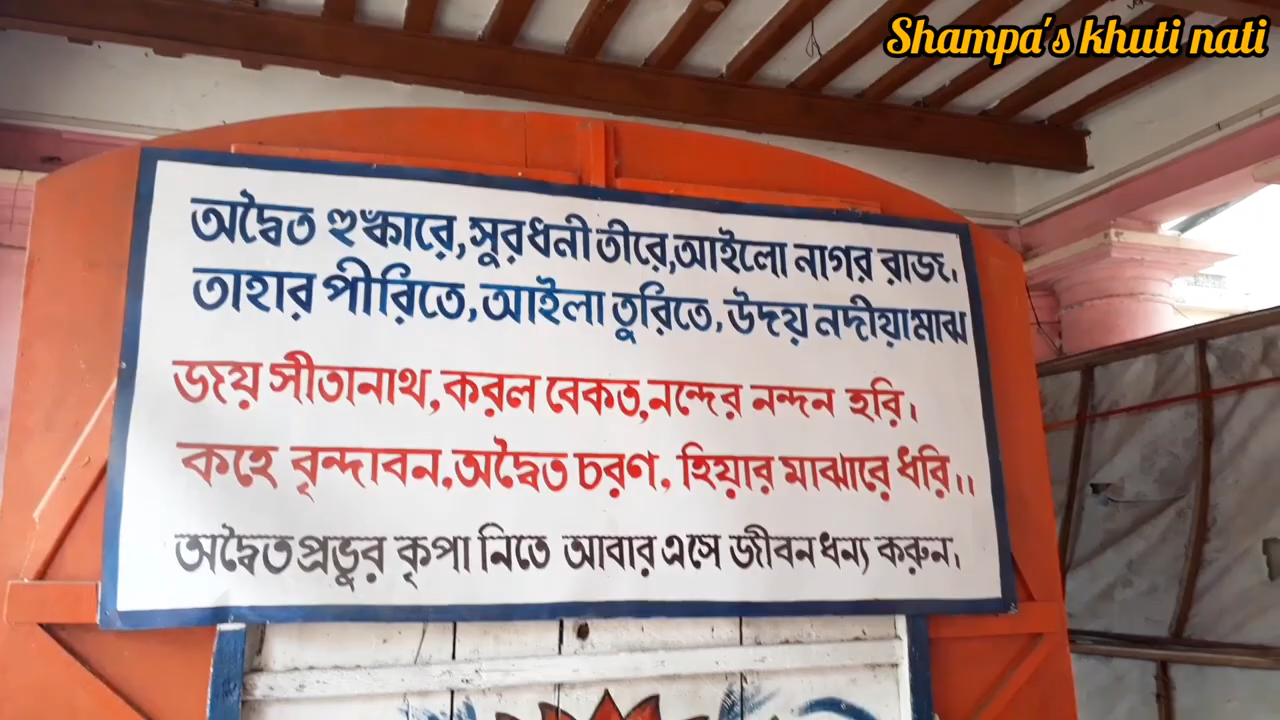 Shampa's khuti nati
অদ্বৈত হুঙ্কারে, সুরধনী তীরে, আইলো নাগর রাজ.
তাহার পীরিতে, আইলা তুরিতে, উদয় নদীয়ামাঝ
জয় সীতানাথ, করল বেকত, নন্দের নন্দন হরি।
কহে বৃন্দাবন, অদ্বৈত চরণ, হিয়ার মাঝারে ধরি।।
অদ্বৈত প্রভুর কৃপা নিতে আবার এসে জীবন ধন্য করুন।